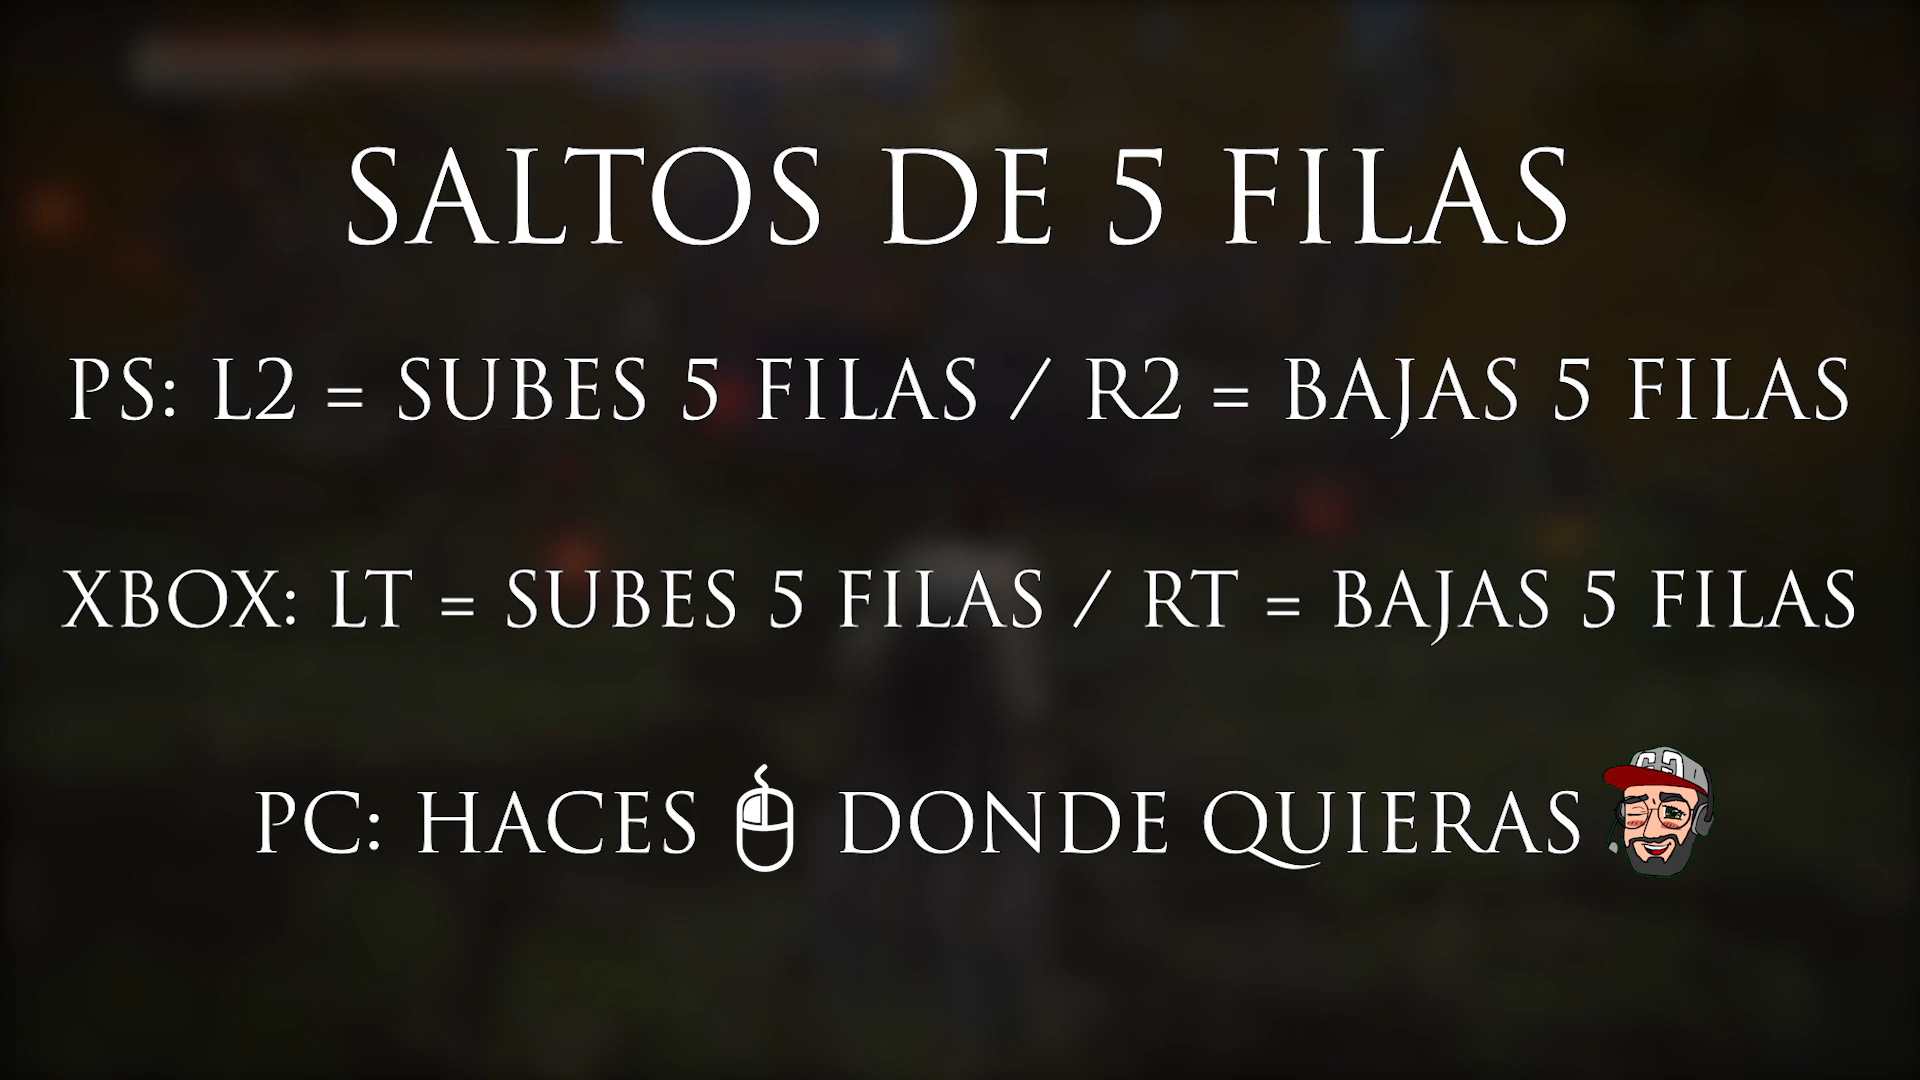 SALTOS DE 5 FILAS
PS: L2 = SUBES 5 FILAS / R2 = BAJAS 5 FILAS
XBOX: LT = SUBES 5 FILAS / RT = BAJAS 5 FILAS
PC: HACES DONDE QUIERAS